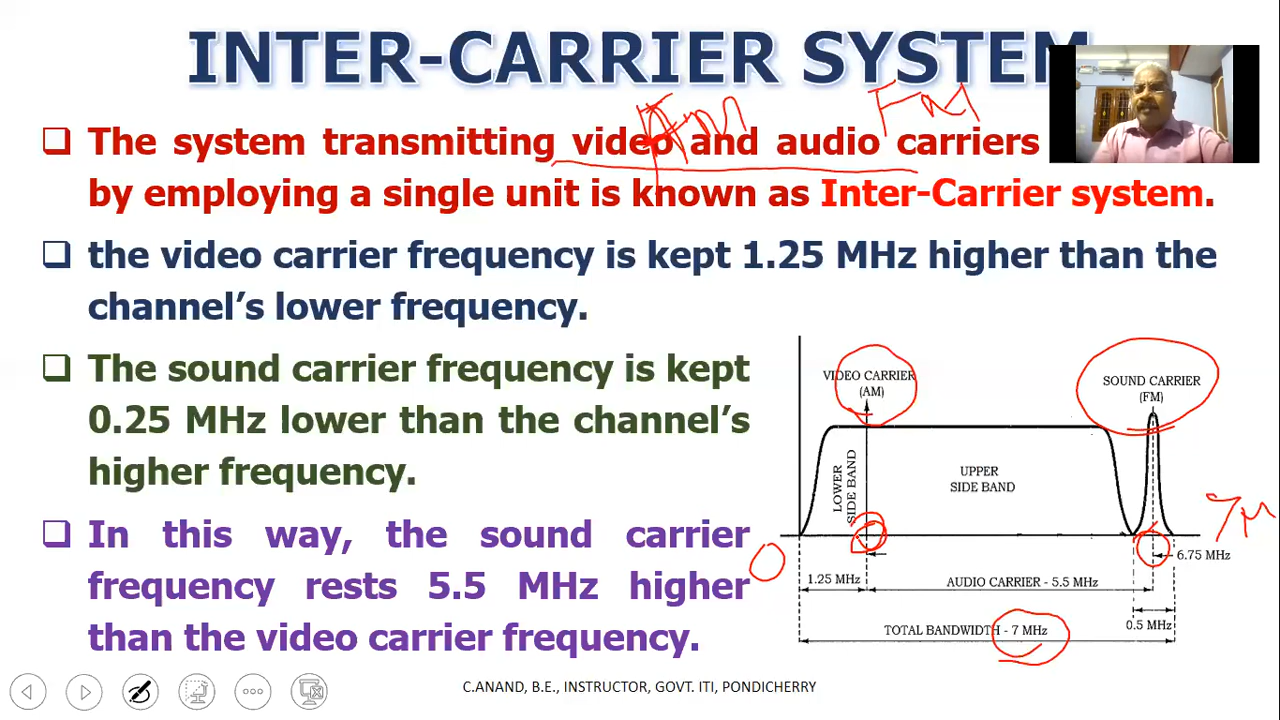 INTER-CARRIER SYSTEM
AM FM
❑ The system transmitting video and audio carriers
by employing a single unit is known as Inter-Carrier system.
❑ the video carrier frequency is kept 1.25 MHz higher than the
channel’s lower frequency.
❑ The sound carrier frequency is kept
0.25 MHz lower than the channel’s
higher frequency.
❑ In this way, the sound carrier
frequency rests 5.5 MHz higher
than the video carrier frequency.
VIDEO CARRIER
(AM)
SOUND CARRIER
(FM)
LOWER
SIDE BAND
UPPER
SIDE BAND
7M
0
6.75 MHz
1.25 MHz
AUDIO CARRIER - 5.5 MHz
0.5 MHz
TOTAL BANDWIDTH - 7 MHz
C.ANAND, B.E., INSTRUCTOR, GOVT. ITI, PONDICHERRY